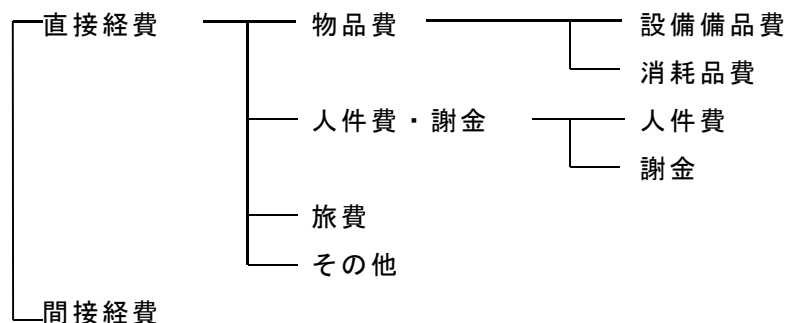 直接経費 物品費 設備備品費
消耗品費
人件費・謝金 人件費
謝金
旅費
その他
間接経費